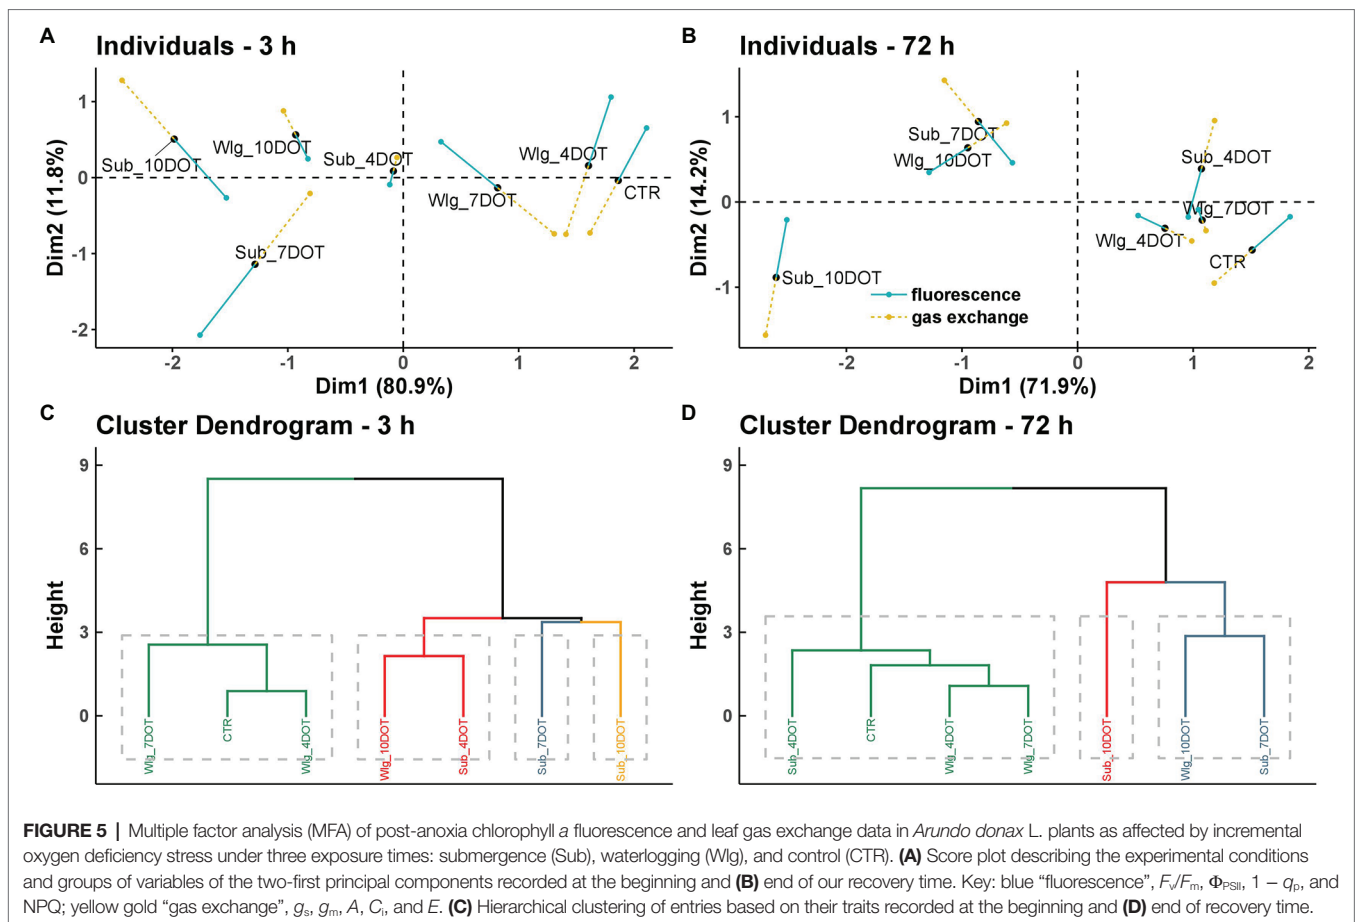 A
Individuals - 3 h
B
Individuals - 72 h
1
0
-1
-2
Dim2 (11.8%)
Sub_10DOT
Wlg_10DOT
Sub_4DOT
Wlg_4DOT
Wlg_7DOT
CTR
Sub_7DOT
-2
-1
0
1
2
Dim1 (80.9%)
1
0
-1
Dim2 (14.2%)
Sub_7DOT
Wlg_10DOT
Sub_4DOT
Wlg_7DOT
Wlg_4DOT
CTR
Sub_10DOT
fluorescence
gas exchange
-2
-1
0
1
2
Dim1 (71.9%)
C
Cluster Dendrogram - 3 h
D
Cluster Dendrogram - 72 h
9
6
3
0
Height
Wlg_7DOT
CTR
Wlg_4DOT
Wlg_10DOT
Sub_4DOT
Sub_7DOT
Sub_10DOT
9
6
3
0
Height
Sub_4DOT
CTR
Wlg_4DOT
Wlg_7DOT
Sub_10DOT
Wlg_10DOT
Sub_7DOT
FIGURE 5 | Multiple factor analysis (MFA) of post-anoxia chlorophyll a fluorescence and leaf gas exchange data in Arundo donax L. plants as affected by incremental
oxygen deficiency stress under three exposure times: submergence (Sub), waterlogging (Wlg), and control (CTR). (A) Score plot describing the experimental conditions
and groups of variables of the two-first principal components recorded at the beginning and (B) end of our recovery time. Key: blue “fluorescence”, Fv/Fm, ΦPSII, 1 − qp, and
NPQ; yellow gold “gas exchange”, gs, gm, A, Ci, and E. (C) Hierarchical clustering of entries based on their traits recorded at the beginning and (D) end of recovery time.